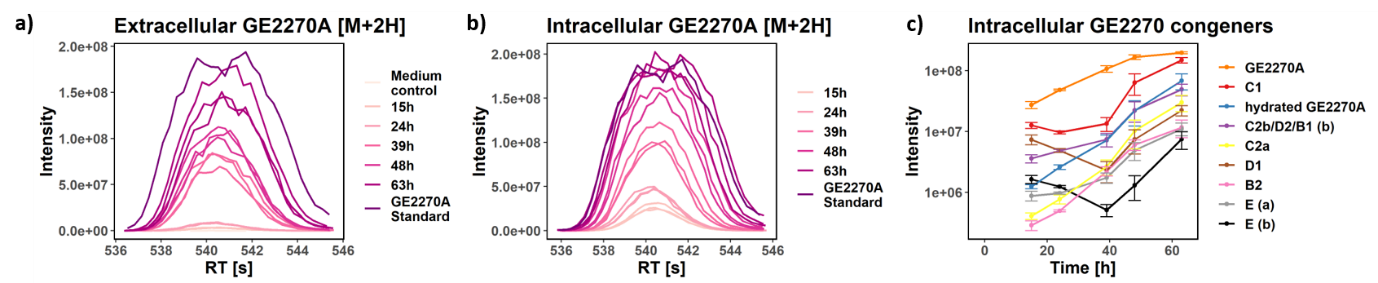 a) Extracellular GE2270A [M+2H]
Intensity
2.0e+08
1.5e+08
1.0e+08
5.0e+07
0.0e+00
536 538 540 542 544 546
RT [s]
Medium
control
15h
24h
39h
48h
63h
GE2270A
Standard
b) Intracellular GE2270A [M+2H]
Intensity
2.0e+08
1.5e+08
1.0e+08
5.0e+07
0.0e+00
536 538 540 542 544 546
RT [s]
15h
24h
39h
48h
63h
GE2270A
Standard
c) Intracellular GE2270 congeners
Intensity
1e+08
1e+07
1e+06
0 20 40 60
Time [h]
GE2270A
C1
hydrated GE2270A
C2b/D2/B1 (b)
C2a
D1
B2
E (a)
E (b)